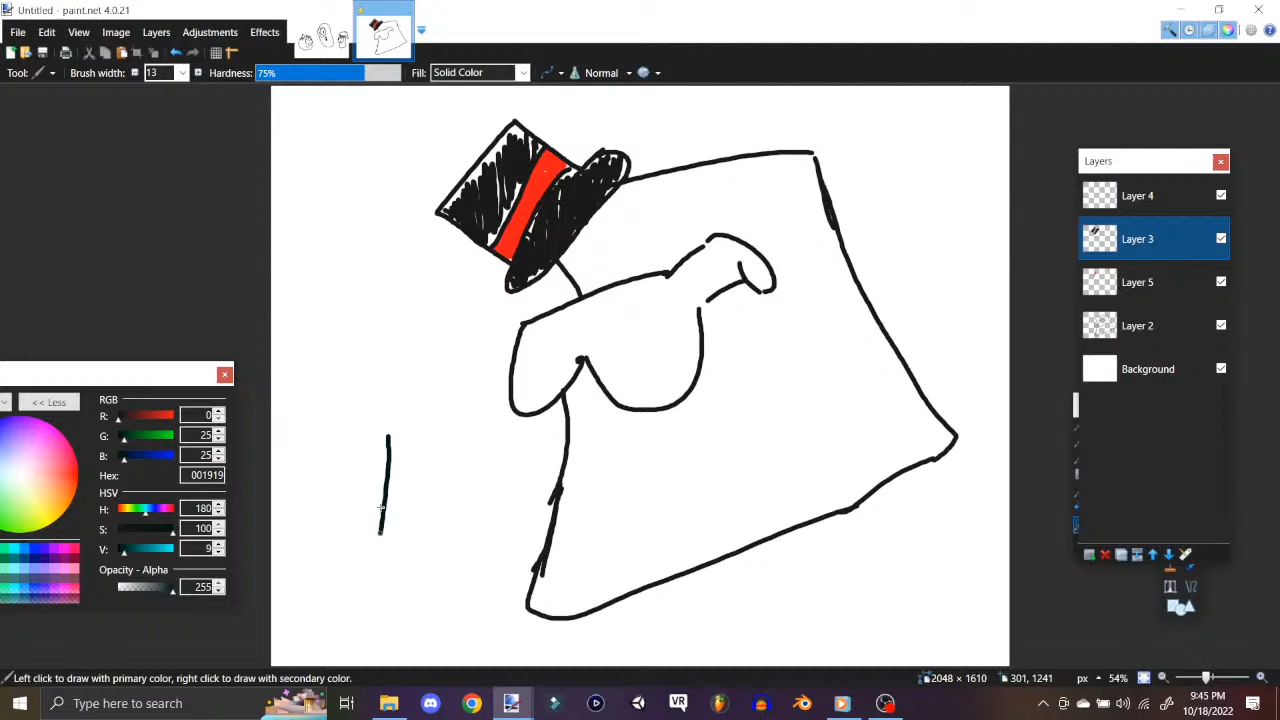 Untitled - paint.net 4.0.21
File Edit View Image Layers Adjustments Effects
Tool: Brush width: 13 Hardness: 75% Fill: Solid Color Normal
Layers
Layer 4
Layer 3
Layer 5
Layer 2
Background
<< Less
RGB
R: 0
G: 25
B: 25
Hex: 001919
HSV
H: 180
S: 100
V: 9
Opacity - Alpha
255
Left click to draw with primary color, right click to draw with secondary color.
2048 × 1610
301, 1241
px
54%
Type here to search
VR
9:45 PM
10/18/2022